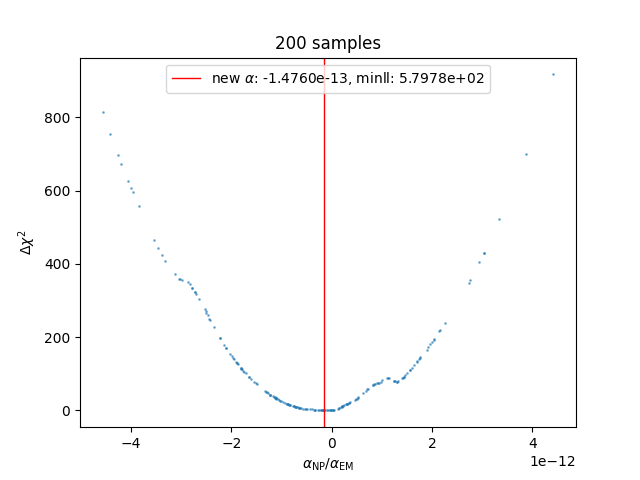 200 samples
new α: -1.4760e-13, minll: 5.7978e+02
800
600
400
200
0
Δχ²
−4
−2
0
2
4
1e−12
α_NP/α_EM